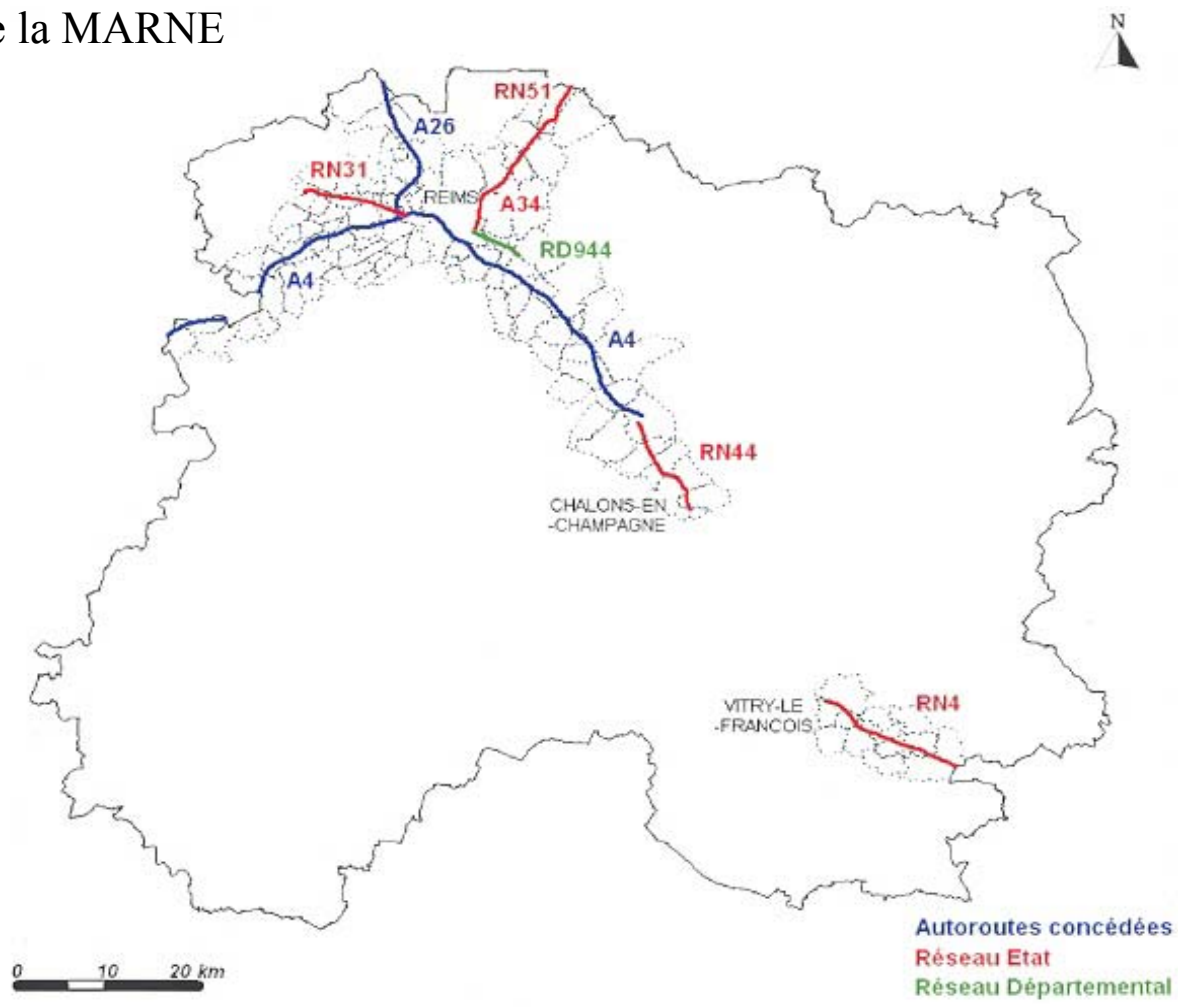 e la MARNE
N
RN51
A26
RN31
REIMS
A34
RD944
A4
A4
RN44
CHALONS-EN
-CHAMPAGNE
VITRY-LE
-FRANCOIS
RN4
Autoroutes concédées
Réseau Etat
Réseau Départemental
0 10 20 km